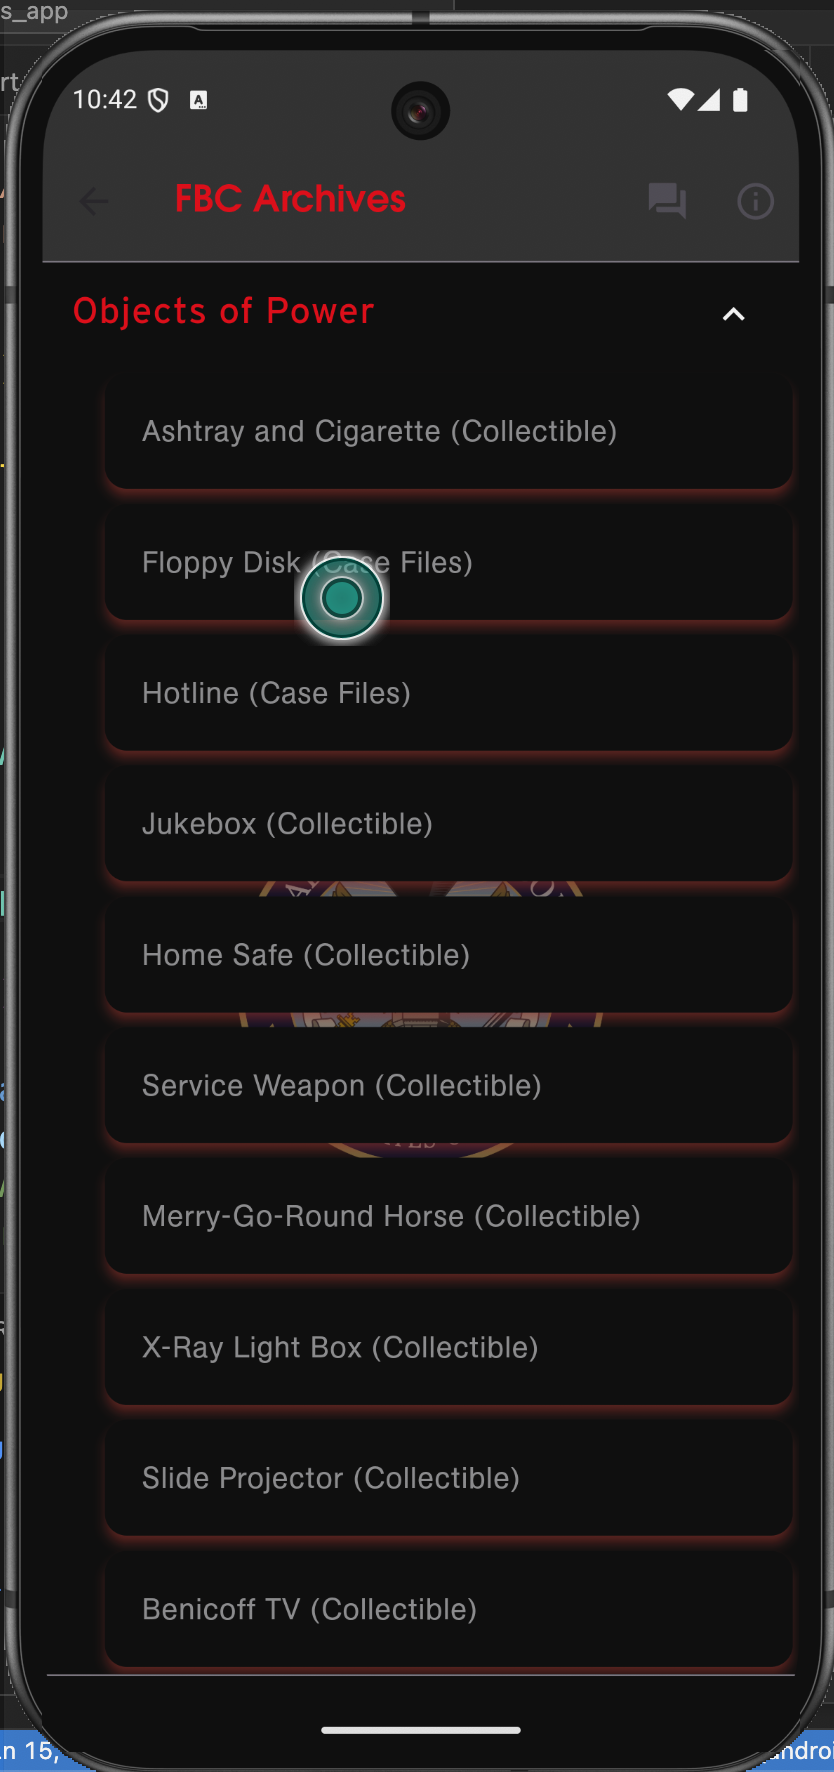 s_app
rt
10:42
A
FBC Archives
Objects of Power
Ashtray and Cigarette (Collectible)
Floppy Disk (Case Files)
Hotline (Case Files)
Jukebox (Collectible)
Home Safe (Collectible)
Service Weapon (Collectible)
Merry-Go-Round Horse (Collectible)
X-Ray Light Box (Collectible)
Slide Projector (Collectible)
Benicoff TV (Collectible)
n 15,